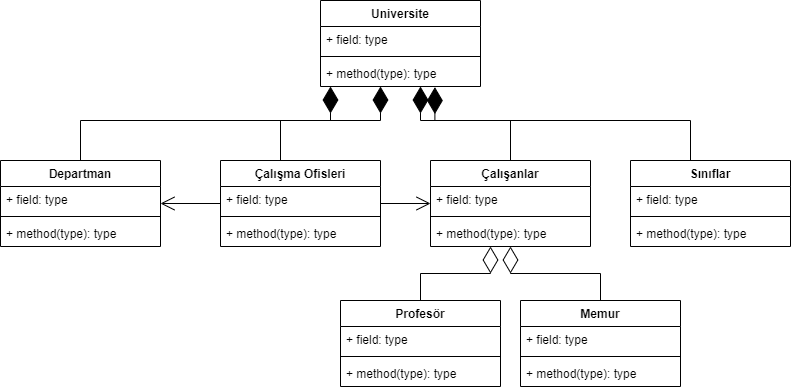 Universite
+ field: type
+ method(type): type
Departman
+ field: type
+ method(type): type
Çalışma Ofisleri
+ field: type
+ method(type): type
Çalışanlar
+ field: type
+ method(type): type
Sınıflar
+ field: type
+ method(type): type
Profesör
+ field: type
+ method(type): type
Memur
+ field: type
+ method(type): type